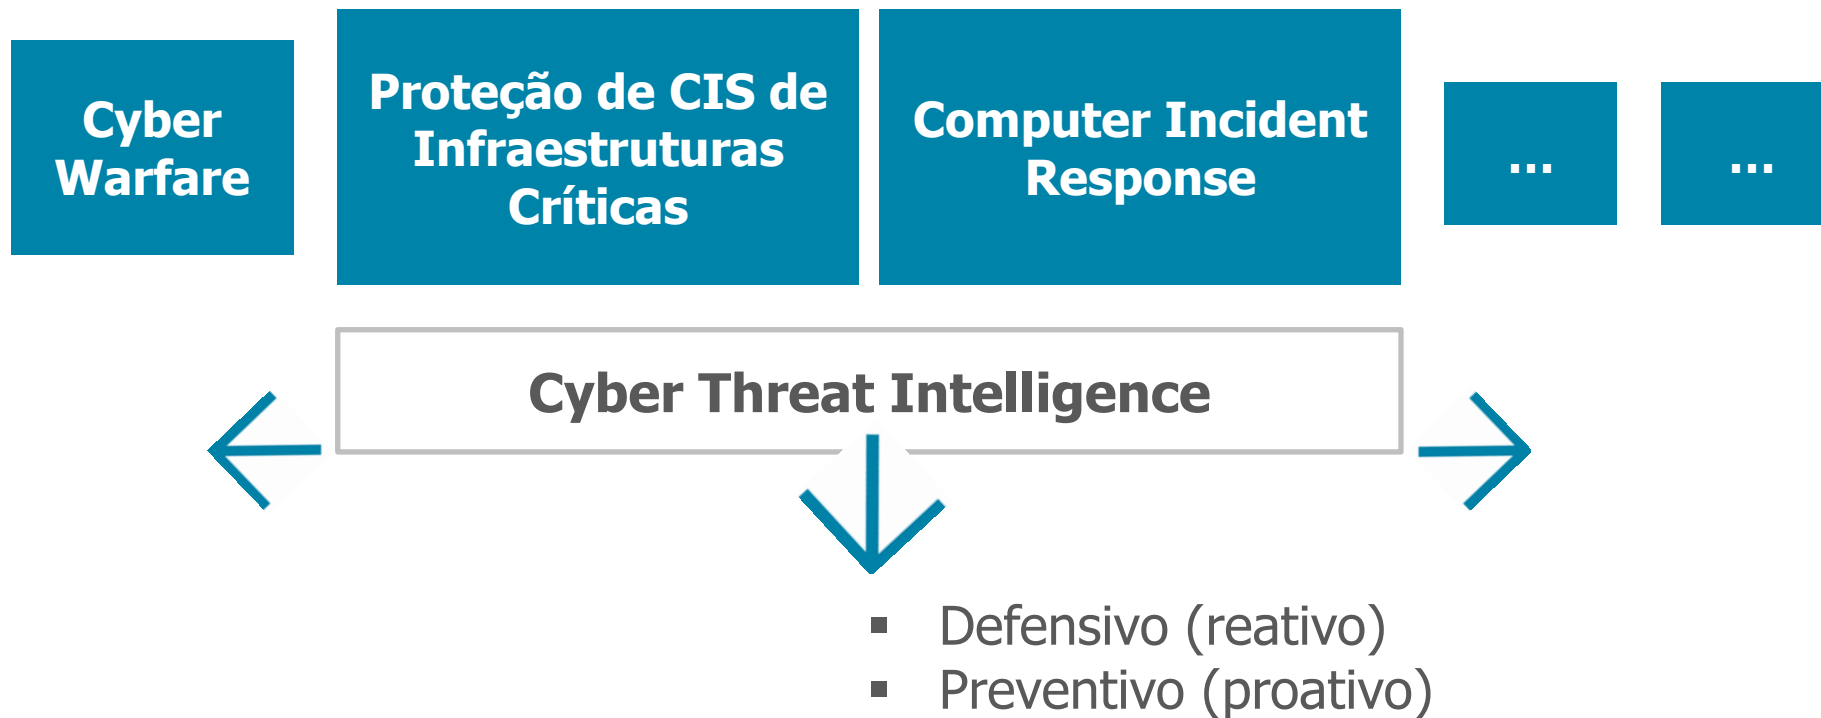 Cyber
Warfare
Proteção de CIS de
Infraestruturas
Críticas
Computer Incident
Response
...
...
Cyber Threat Intelligence
▪ Defensivo (reativo)
▪ Preventivo (proativo)